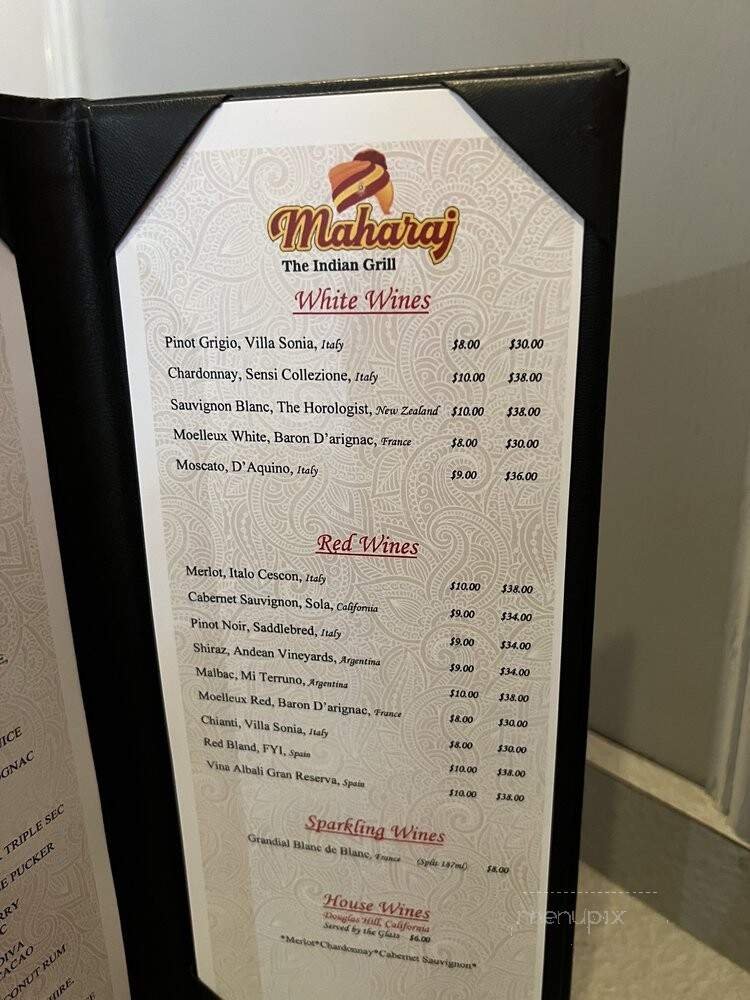 Maharaj
The Indian Grill
White Wines
Pinot Grigio, Villa Sonia, Italy $8.00 $30.00
Chardonnay, Sensi Collezione, Italy $10.00 $38.00
Sauvignon Blanc, The Horologist, New Zealand $10.00 $38.00
Moelleux White, Baron D'arignac, France $8.00 $30.00
Moscato, D'Aquino, Italy $9.00 $36.00
Red Wines
Merlot, Italo Cescon, Italy $10.00 $38.00
Cabernet Sauvignon, Sola, California $9.00 $34.00
Pinot Noir, Saddlebred, Italy $9.00 $34.00
Shiraz, Andean Vineyards, Argentina $9.00 $34.00
Malbac, Mi Terruno, Argentina $10.00 $38.00
Moelleux Red, Baron D'arignac, France $8.00 $30.00
Chianti, Villa Sonia, Italy $8.00 $30.00
Red Bland, FYI, Spain $10.00 $38.00
Vina Albali Gran Reserva, Spain $10.00 $38.00
Sparkling Wines
Grandial Blanc de Blanc, France (Split 187ml) $8.00
House Wines
Douglas Hill, California
Served by the Glass $6.00
*Merlot*Chardonnay*Cabernet Sauvignon*
TRIPLE SEC
PUCKER
CACAO
RUM
menupix